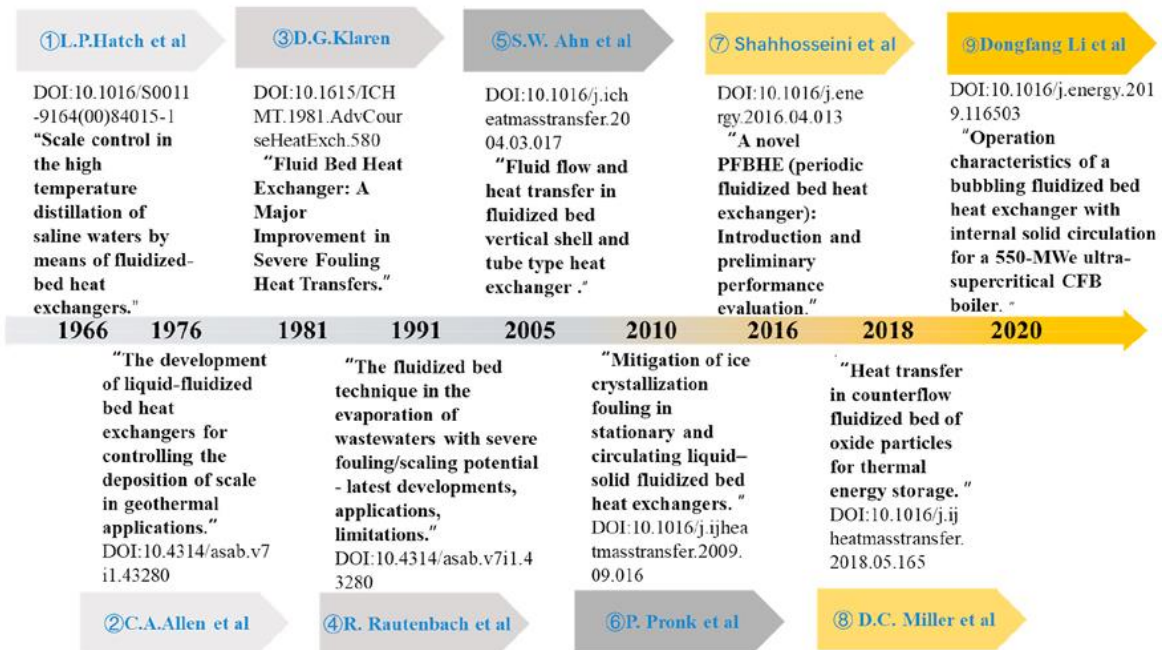 ①L.P.Hatch et al
DOI:10.1016/S0011
-9164(00)84015-1
"Scale control in
the high
temperature
distillation of
saline waters by
means of fluidized-
bed heat
exchangers."
③D.G.Klaren
DOI:10.1615/ICH
MT.1981.AdvCour
seHeatExch.580
"Fluid Bed Heat
Exchanger: A
Major
Improvement in
Severe Fouling
Heat Transfers."
⑤S.W. Ahn et al
DOI:10.1016/j.ich
eatmasstransfer.20
04.03.017
"Fluid flow and
heat transfer in
fluidized bed
vertical shell and
tube type heat
exchanger ."
⑦ Shahhosseini et al
DOI:10.1016/j.ene
rgy.2016.04.013
"A novel
PFBHE (periodic
fluidized bed heat
exchanger):
Introduction and
preliminary
performance
evaluation."
⑨Dongfang Li et al
DOI:10.1016/j.energy.201
9.116503
"Operation
characteristics of a
bubbling fluidized bed
heat exchanger with
internal solid circulation
for a 550-MWe ultra-
supercritical CFB
boiler. "
1966 1976 1981 1991 2005 2010 2016 2018 2020
"The development
of liquid-fluidized
bed heat
exchangers for
controlling the
deposition of scale
in geothermal
applications."
DOI:10.4314/asab.v7
i1.43280
②C.A.Allen et al
"The fluidized bed
technique in the
evaporation of
wastewaters with severe
fouling/scaling potential
- latest developments,
applications,
limitations."
DOI:10.4314/asab.v7i1.4
3280
④R. Rautenbach et al
"Mitigation of ice
crystallization
fouling in
stationary and
circulating liquid–
solid fluidized bed
heat exchangers. "
DOI:10.1016/j.ijhea
tmasstransfer.2009.
09.016
⑥P. Pronk et al
"Heat transfer
in counterflow
fluidized bed of
oxide particles
for thermal
energy storage. "
DOI:10.1016/j.ij
heatmasstransfer.
2018.05.165
⑧ D.C. Miller et al